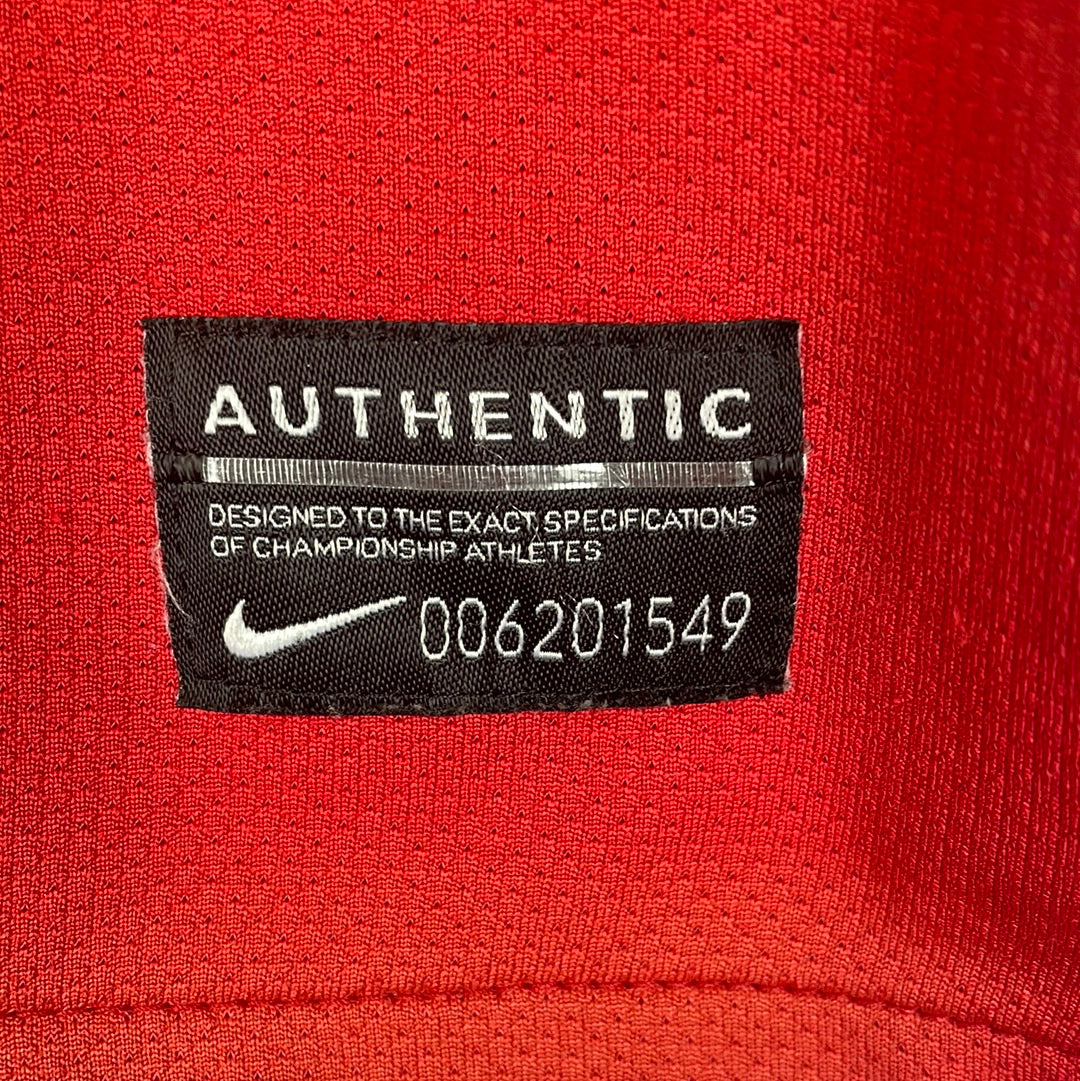 AUTHENTIC
DESIGNED TO THE EXACT SPECIFICATIONS
OF CHAMPIONSHIP ATHLETES
006201549